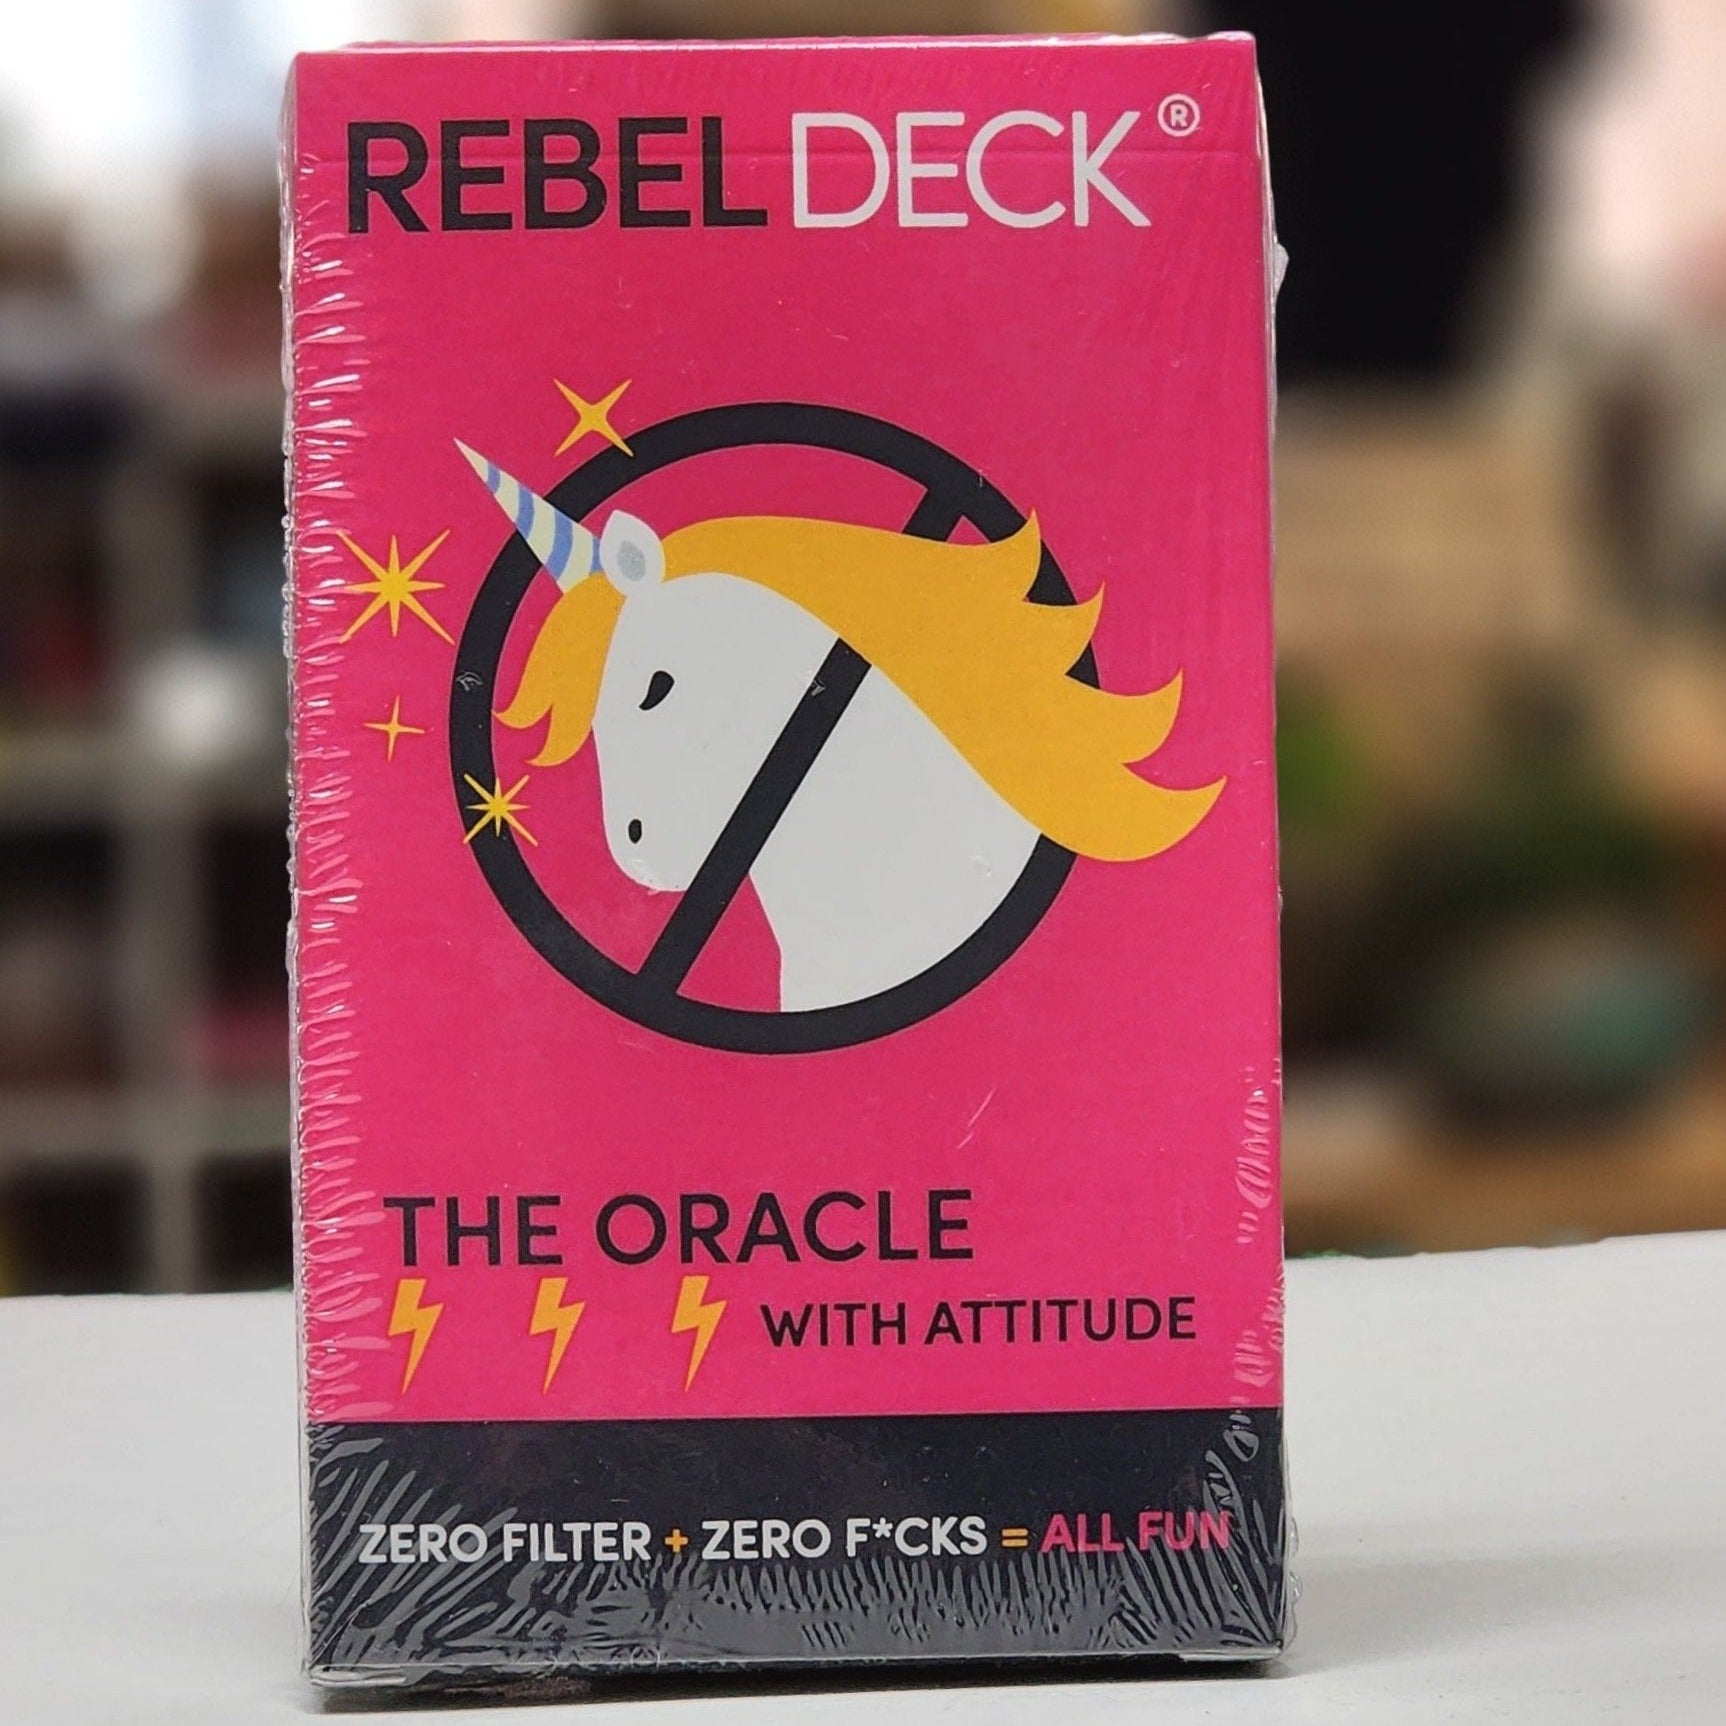 REBEL DECK®
THE ORACLE
WITH ATTITUDE
ZERO FILTER + ZERO F*CKS = ALL FUN